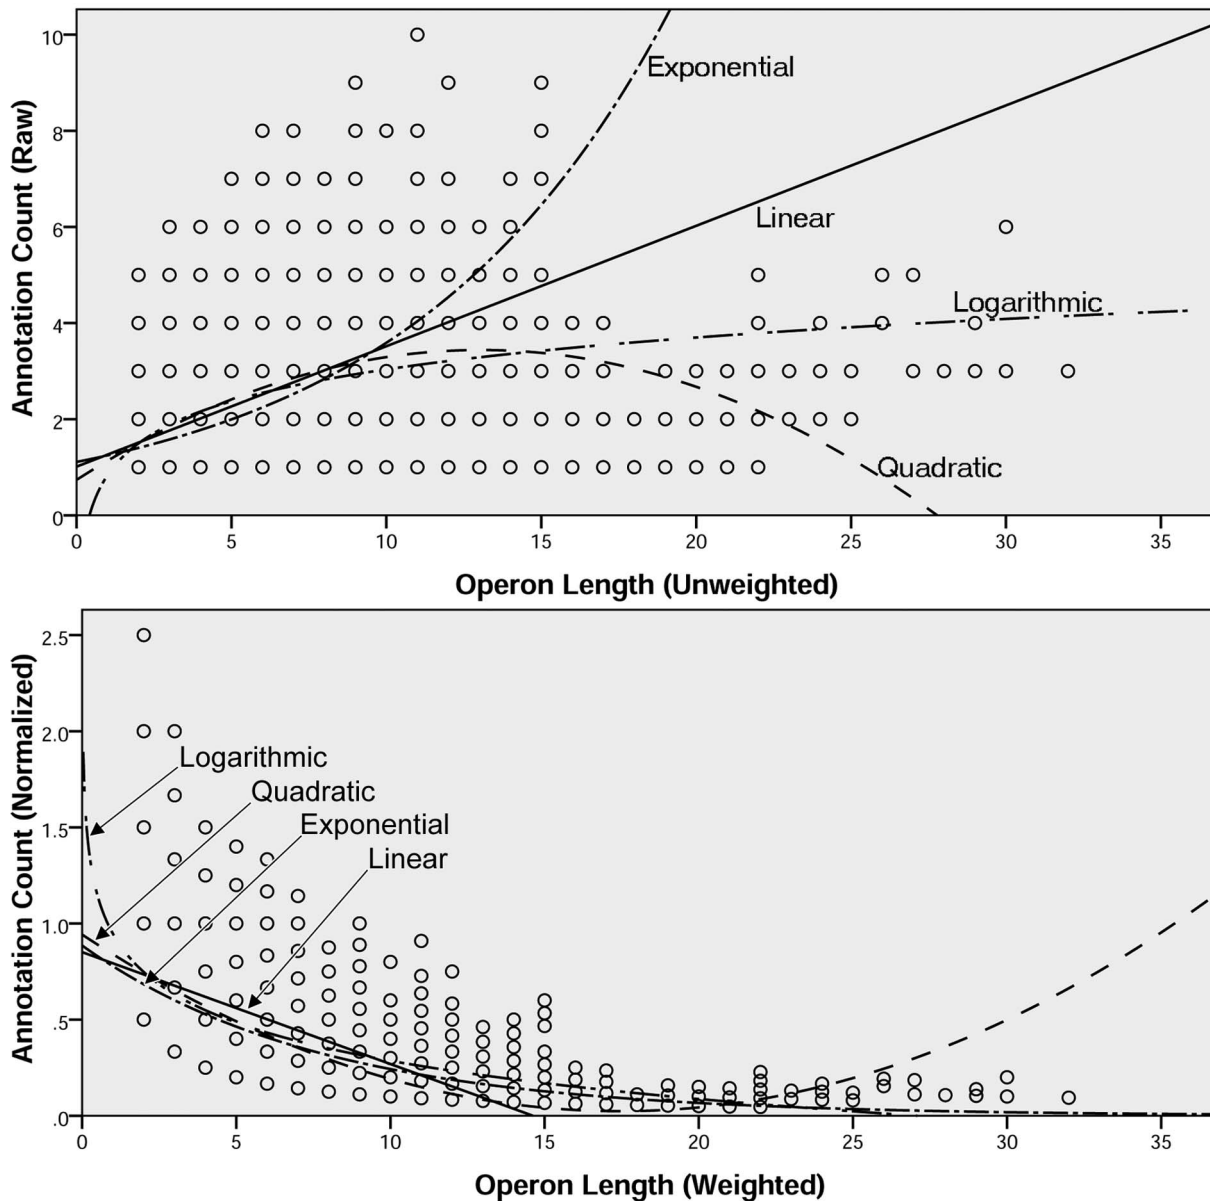 Annotation Count (Raw)
10
8
6
4
2
0
Exponential
Linear
Logarithmic
Quadratic
0 5 10 15 20 25 30 35
Operon Length (Unweighted)
Annotation Count (Normalized)
2.5
2.0
1.5
1.0
.5
.0
Logarithmic
Quadratic
Exponential
Linear
0 5 10 15 20 25 30 35
Operon Length (Weighted)